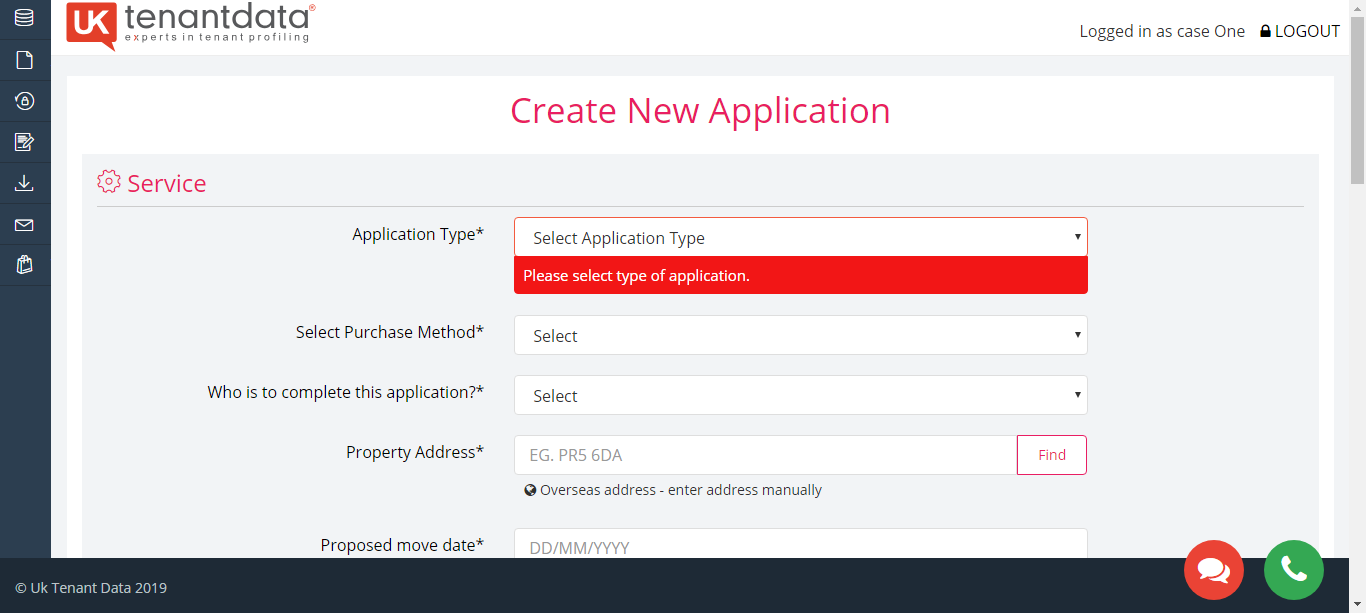 UK tenantdata®
experts in tenant profiling
Logged in as case One LOGOUT
Create New Application
Service
Application Type*
Select Application Type
Please select type of application.
Select Purchase Method*
Select
Who is to complete this application?*
Select
Property Address*
EG. PR5 6DA
Find
Overseas address - enter address manually
Proposed move date*
DD/MM/YYYY
© Uk Tenant Data 2019